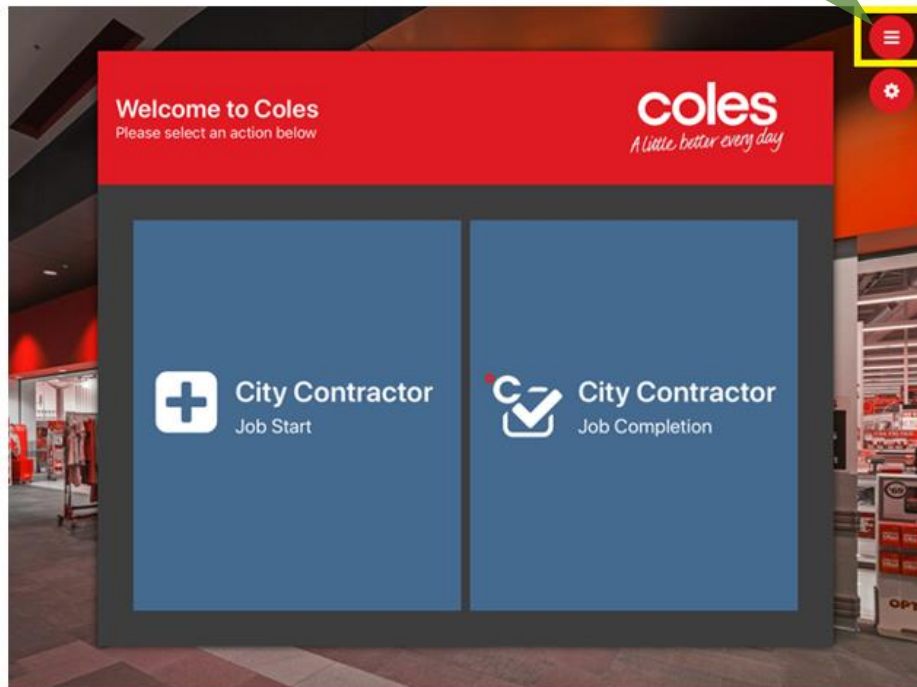 Welcome to Coles
Please select an action below
coles
A little better every day
City Contractor
Job Start
City Contractor
Job Completion